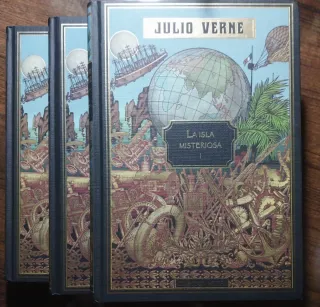 JULIO VERNE
LA ISLA
MISTERIOSA
I